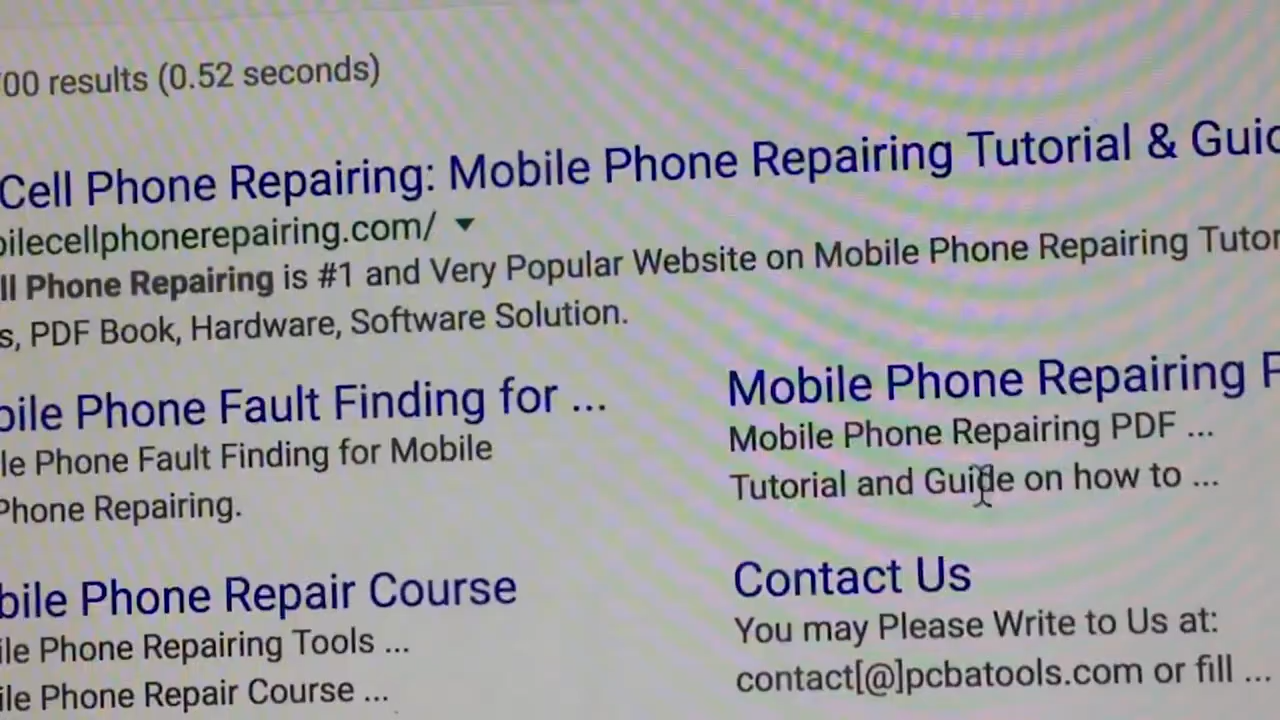 00 results (0.52 seconds)
Cell Phone Repairing: Mobile Phone Repairing Tutorial & Guid
bilecellphonerepairing.com/
ll Phone Repairing is #1 and Very Popular Website on Mobile Phone Repairing Tutor
s, PDF Book, Hardware, Software Solution.
bile Phone Fault Finding for ...
le Phone Fault Finding for Mobile
Phone Repairing.
Mobile Phone Repairing P
Mobile Phone Repairing PDF ...
Tutorial and Guide on how to ...
bile Phone Repair Course
ile Phone Repairing Tools ...
ile Phone Repair Course ...
Contact Us
You may Please Write to Us at:
contact[@]pcbatools.com or fill ...